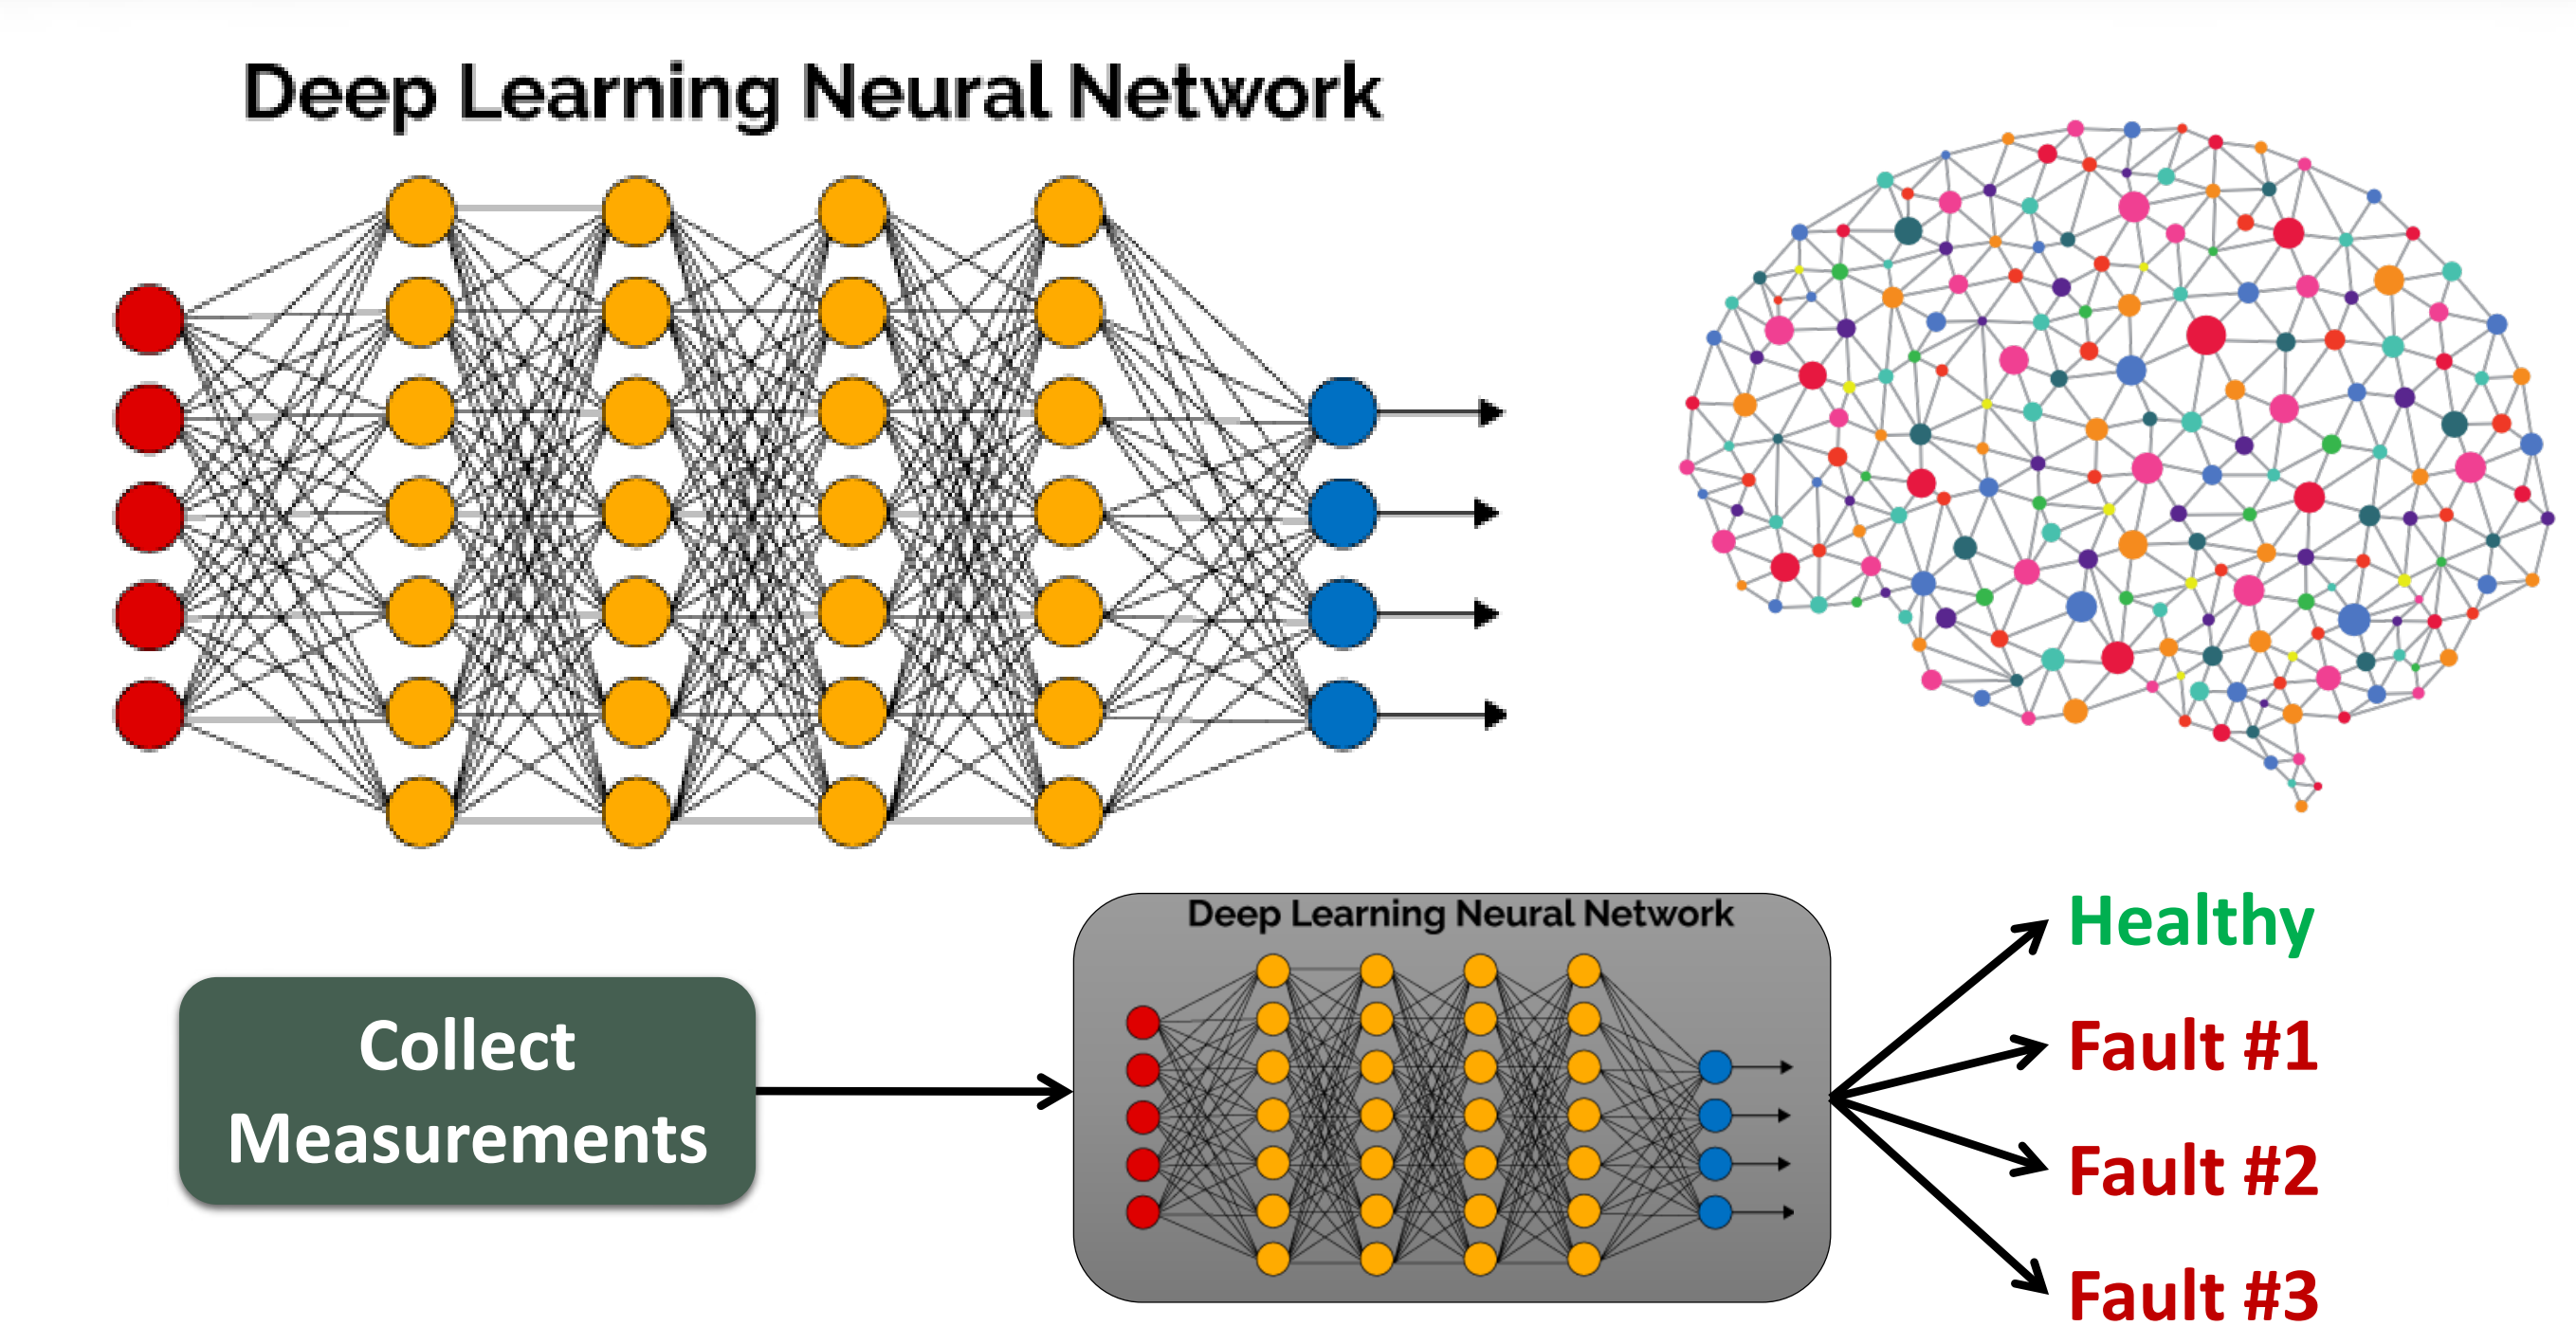 Deep Learning Neural Network
Deep Learning Neural Network
Collect
Measurements
Healthy
Fault #1
Fault #2
Fault #3